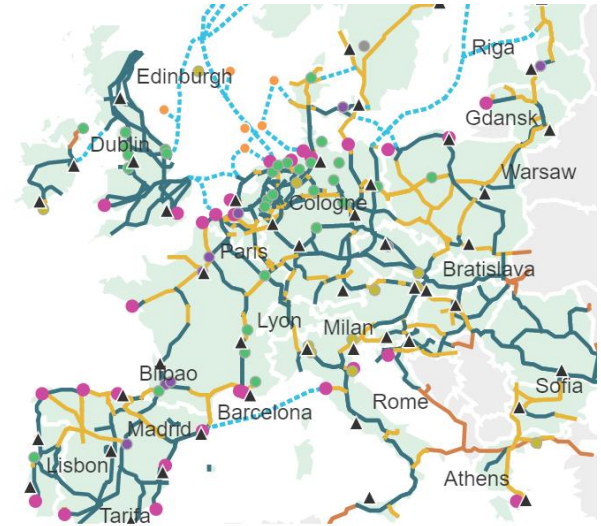 Riga
Edinburgh
Gdansk
Dublin
Warsaw
Cologne
Paris
Bratislava
Lyon
Milan
Bilbao
Sofia
Rome
Barcelona
Madrid
Lisbon
Athens
Tarifa